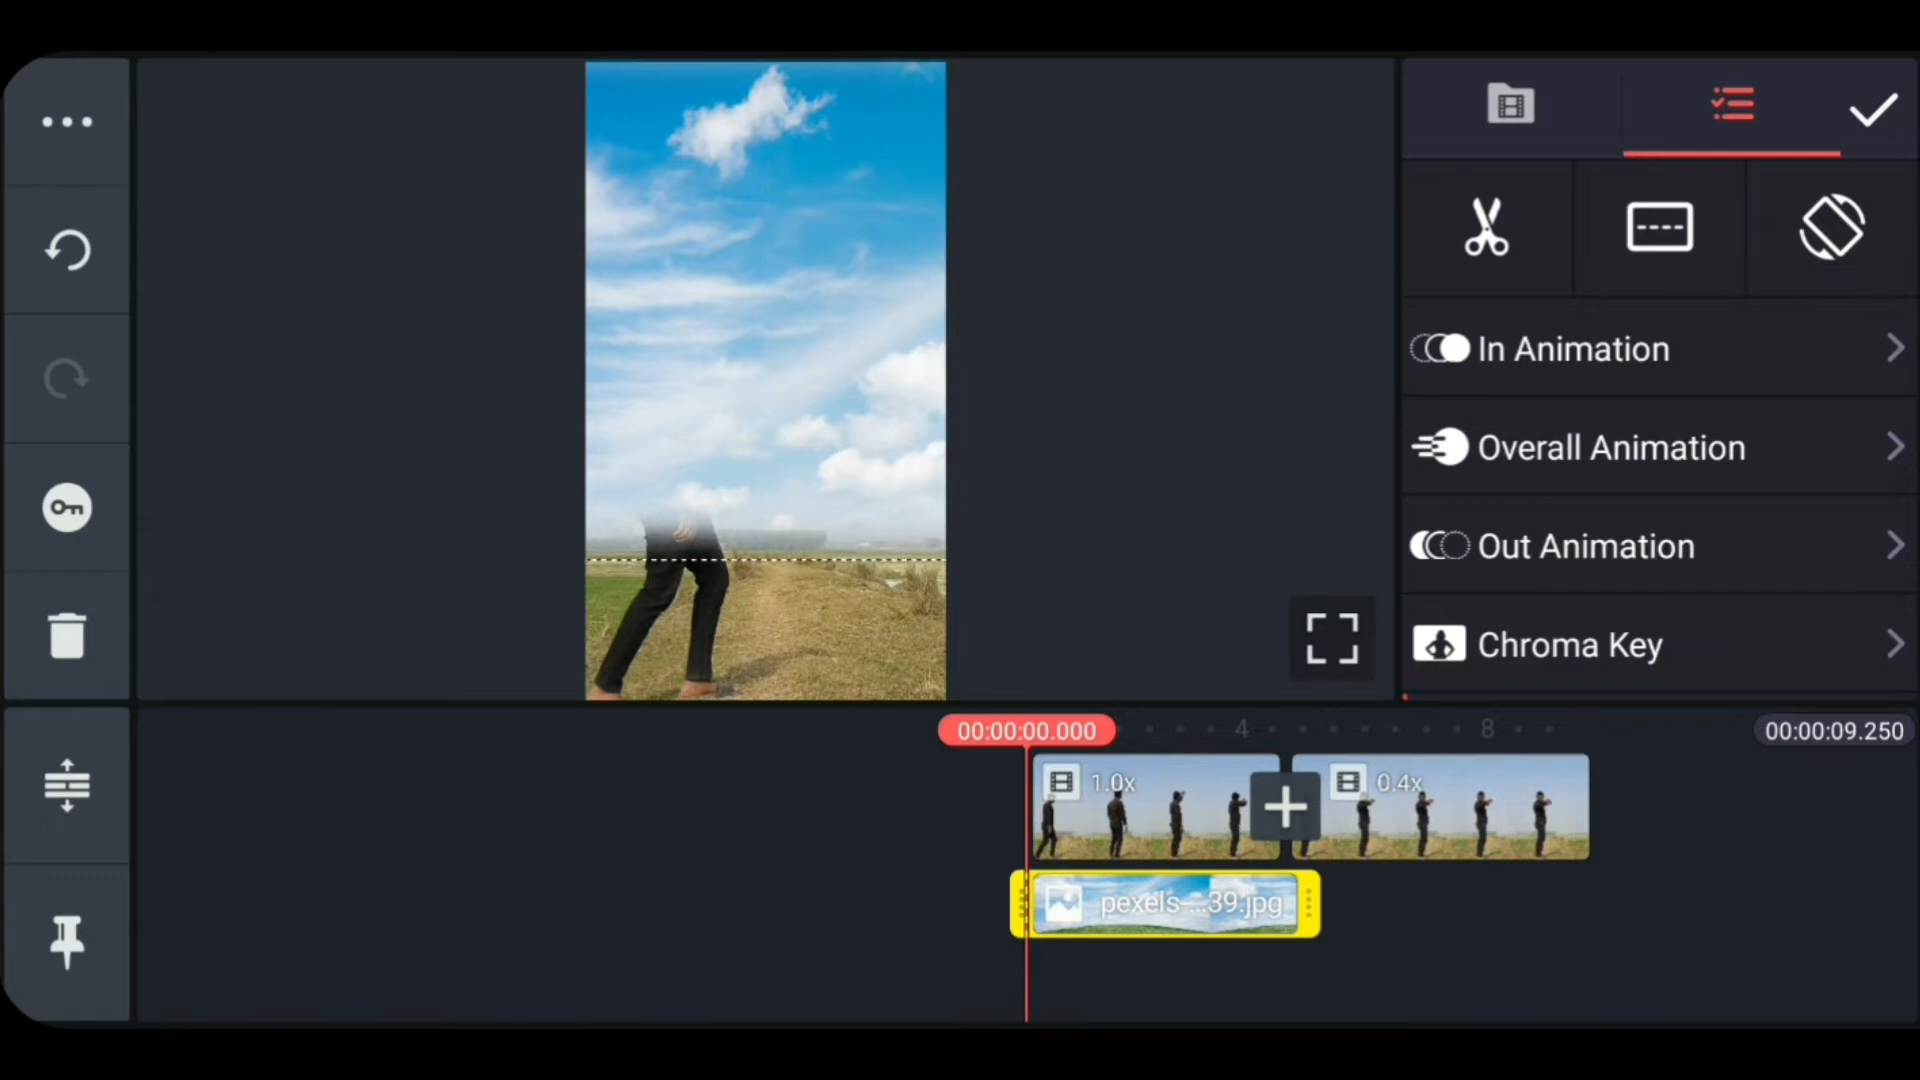 In Animation
Overall Animation
Out Animation
Chroma Key
00:00:00.000
4
8
00:00:09.250
1.0x
0.4x
pexels-...39.jpg